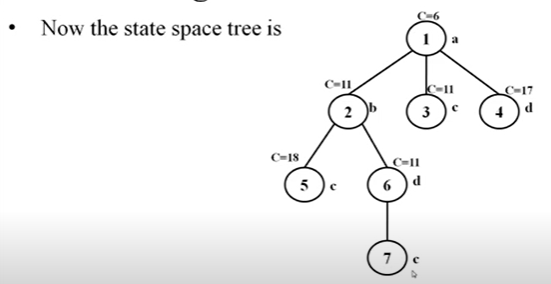 • Now the state space tree is
C=6
1 a
C=11 C=11 C=17
2 b 3 c 4 d
C=18 C=11
5 c 6 d
7 c